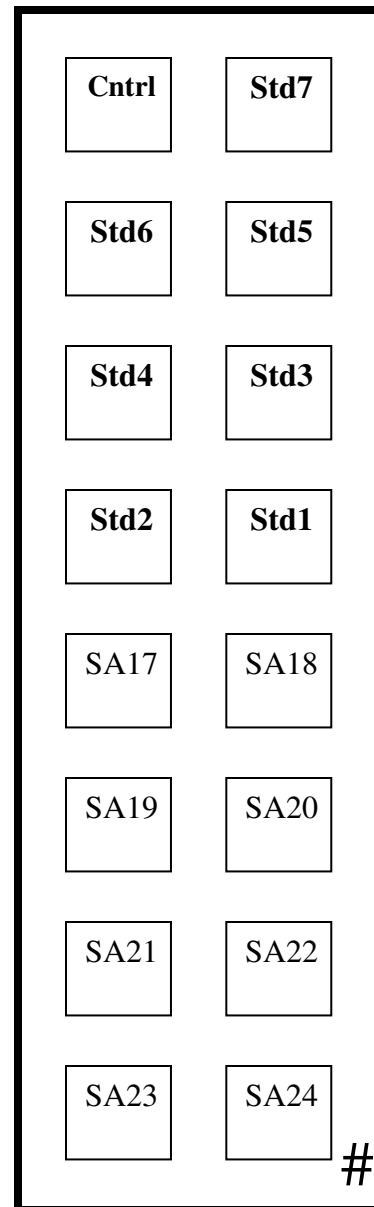 Cntrl Std7
Std6 Std5
Std4 Std3
Std2 Std1
SA17 SA18
SA19 SA20
SA21 SA22
SA23 SA24
#